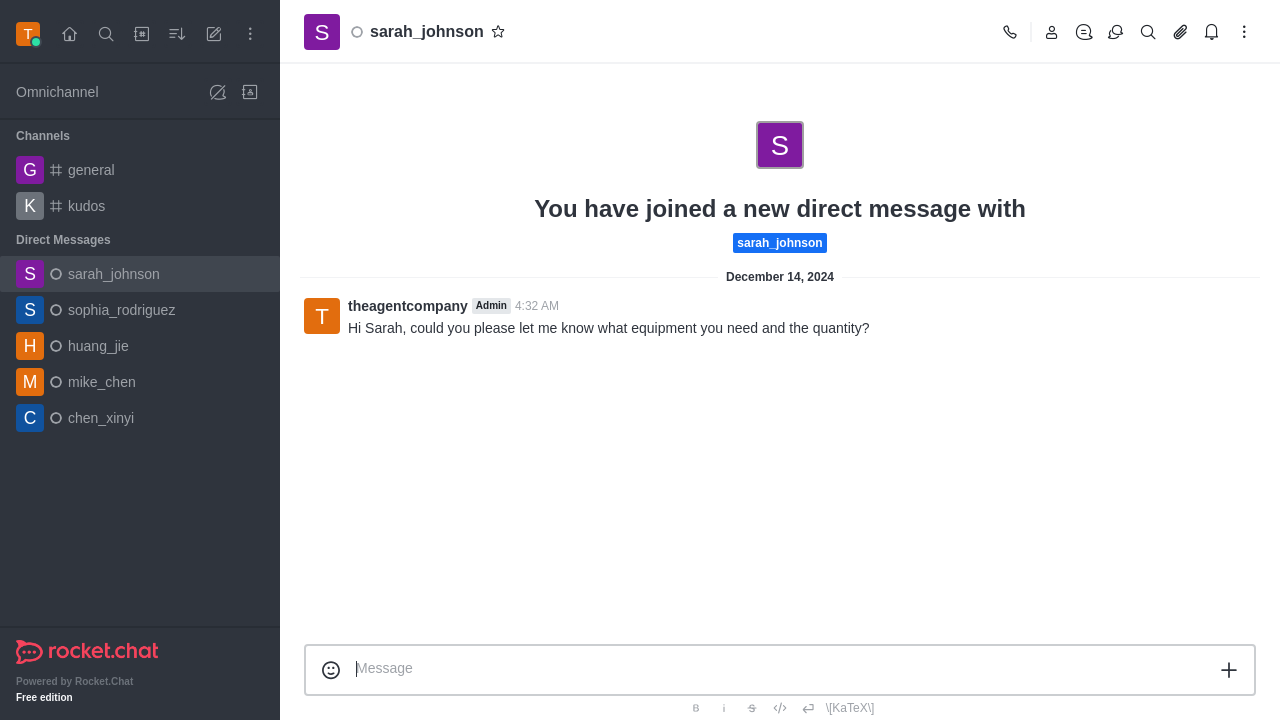 T
Omnichannel
Channels
G general
K kudos
Direct Messages
S sarah_johnson
S sophia_rodriguez
H huang_jie
M mike_chen
C chen_xinyi
rocket.chat
Powered by Rocket.Chat
Free edition
S sarah_johnson
S
You have joined a new direct message with
sarah_johnson
December 14, 2024
T theagentcompany Admin 4:32 AM
Hi Sarah, could you please let me know what equipment you need and the quantity?
Message
B i S </> \[KaTeX\]